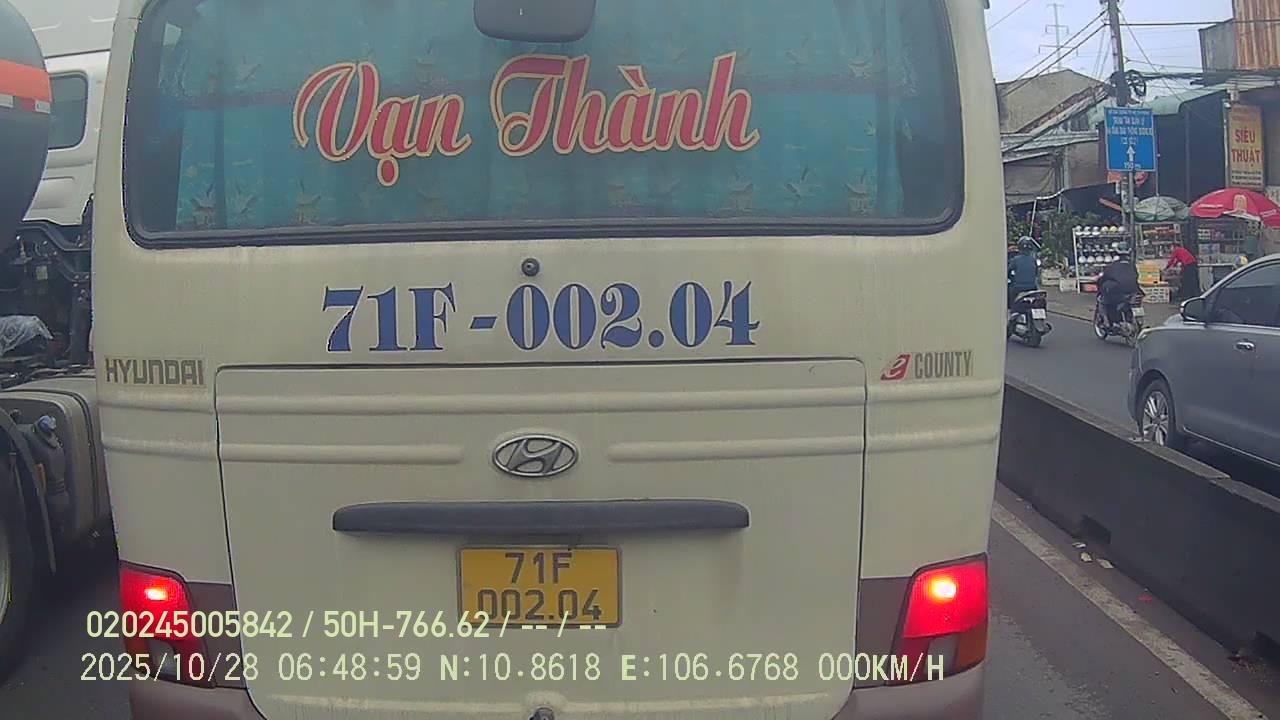 Vạn Thành
71F-002.04
HYUNDAI
e COUNTY
71F
002.04
SIÊU
THUẬT
020245005842 / 50H-766.62 / -- / --
2025/10/28 06:48:59 N:10.8618 E:106.6768 000KM/H